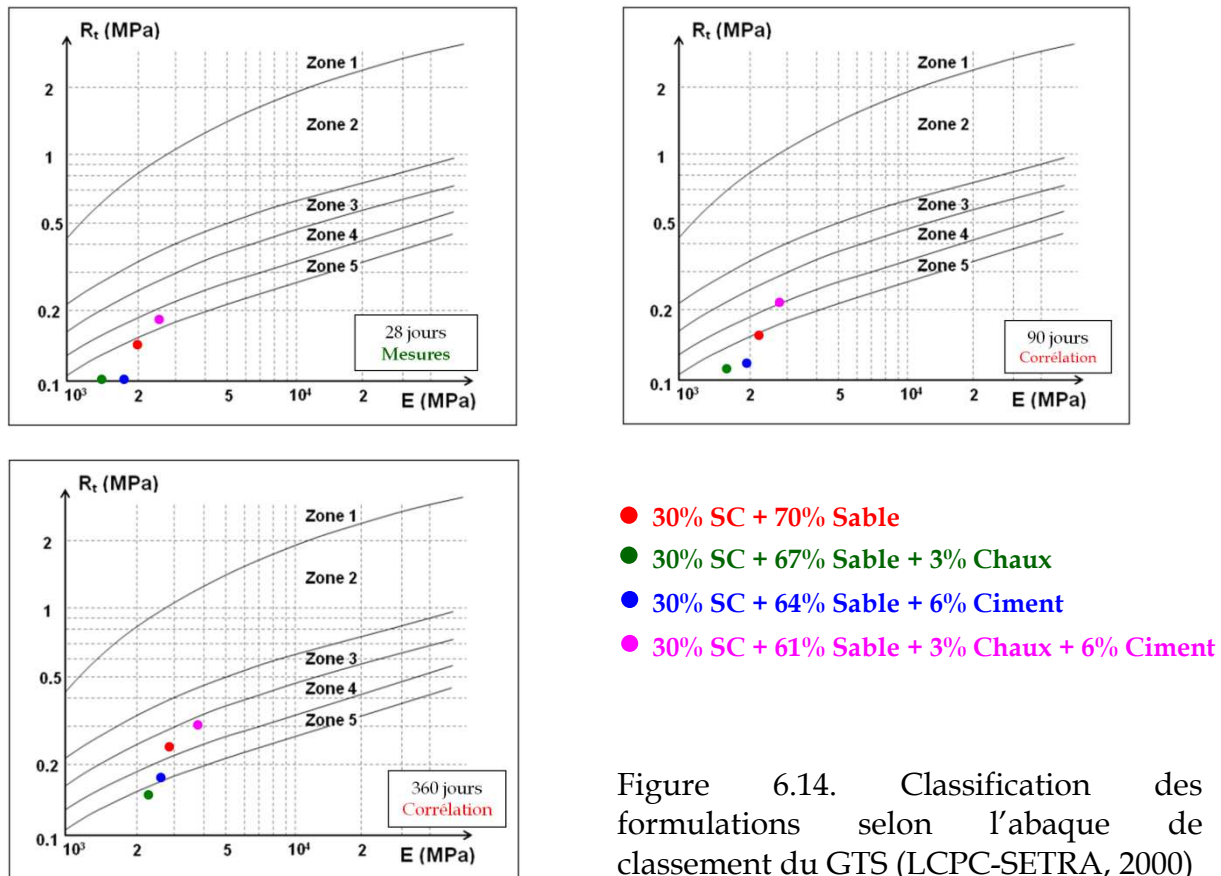 R_t (MPa)
Zone 1
2
Zone 2
1
Zone 3
0.5
Zone 4
Zone 5
0.2
28 jours
Mesures
0.1
10³ 2 5 10⁴ 2
E (MPa)
R_t (MPa)
Zone 1
2
Zone 2
1
Zone 3
0.5
Zone 4
Zone 5
0.2
90 jours
Corrélation
0.1
10³ 2 5 10⁴ 2
E (MPa)
R_t (MPa)
Zone 1
2
Zone 2
1
Zone 3
0.5
Zone 4
Zone 5
0.2
360 jours
Corrélation
0.1
10³ 2 5 10⁴ 2
E (MPa)
30% SC + 70% Sable
30% SC + 67% Sable + 3% Chaux
30% SC + 64% Sable + 6% Ciment
30% SC + 61% Sable + 3% Chaux + 6% Ciment
Figure 6.14. Classification des
formulations selon l'abaque de
classement du GTS (LCPC-SETRA, 2000)